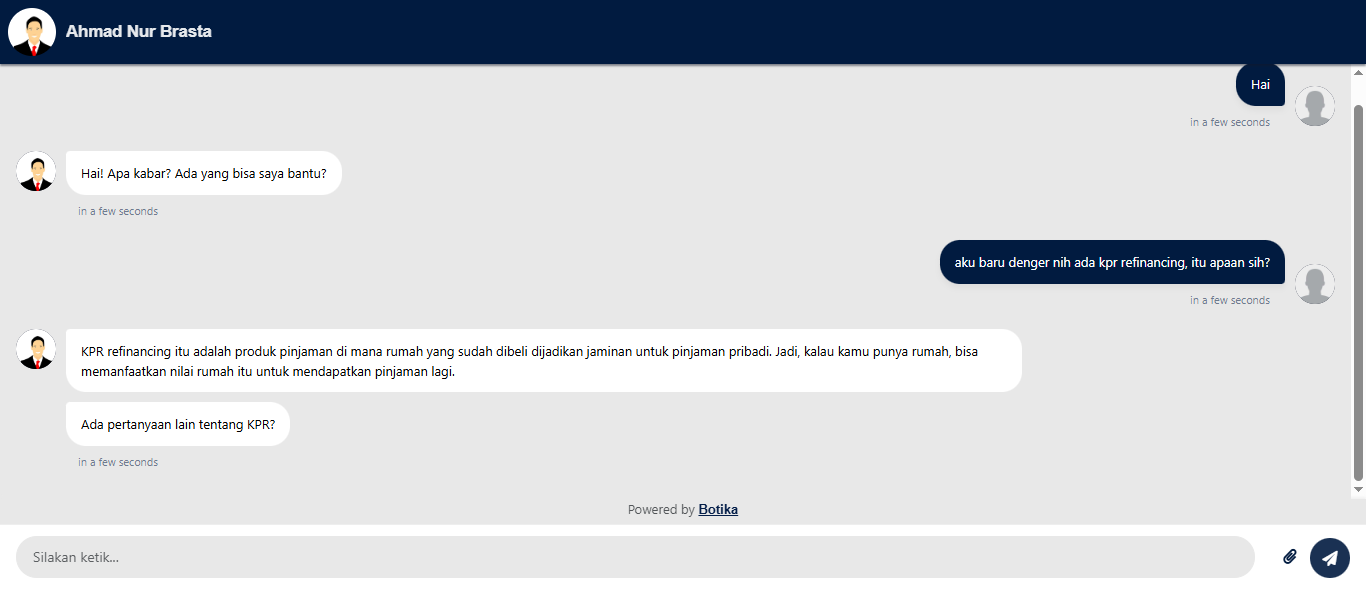 Ahmad Nur Brasta
Hai
in a few seconds
Hai! Apa kabar? Ada yang bisa saya bantu?
in a few seconds
aku baru denger nih ada kpr refinancing, itu apaan sih?
in a few seconds
KPR refinancing itu adalah produk pinjaman di mana rumah yang sudah dibeli dijadikan jaminan untuk pinjaman pribadi. Jadi, kalau kamu punya rumah, bisa
memanfaatkan nilai rumah itu untuk mendapatkan pinjaman lagi.
Ada pertanyaan lain tentang KPR?
in a few seconds
Powered by Botika
Silakan ketik...